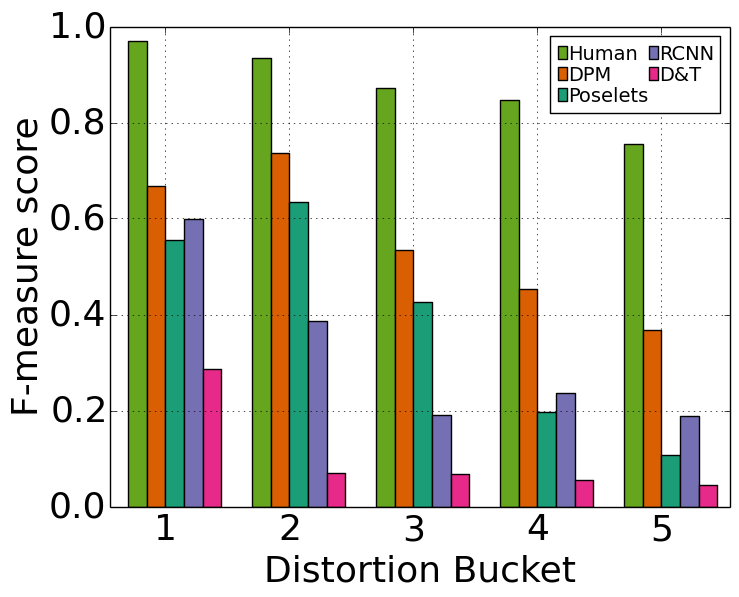 F-measure score
1.0
0.8
0.6
0.4
0.2
0.0
Human RCNN
DPM D&T
Poselets
1 2 3 4 5
Distortion Bucket